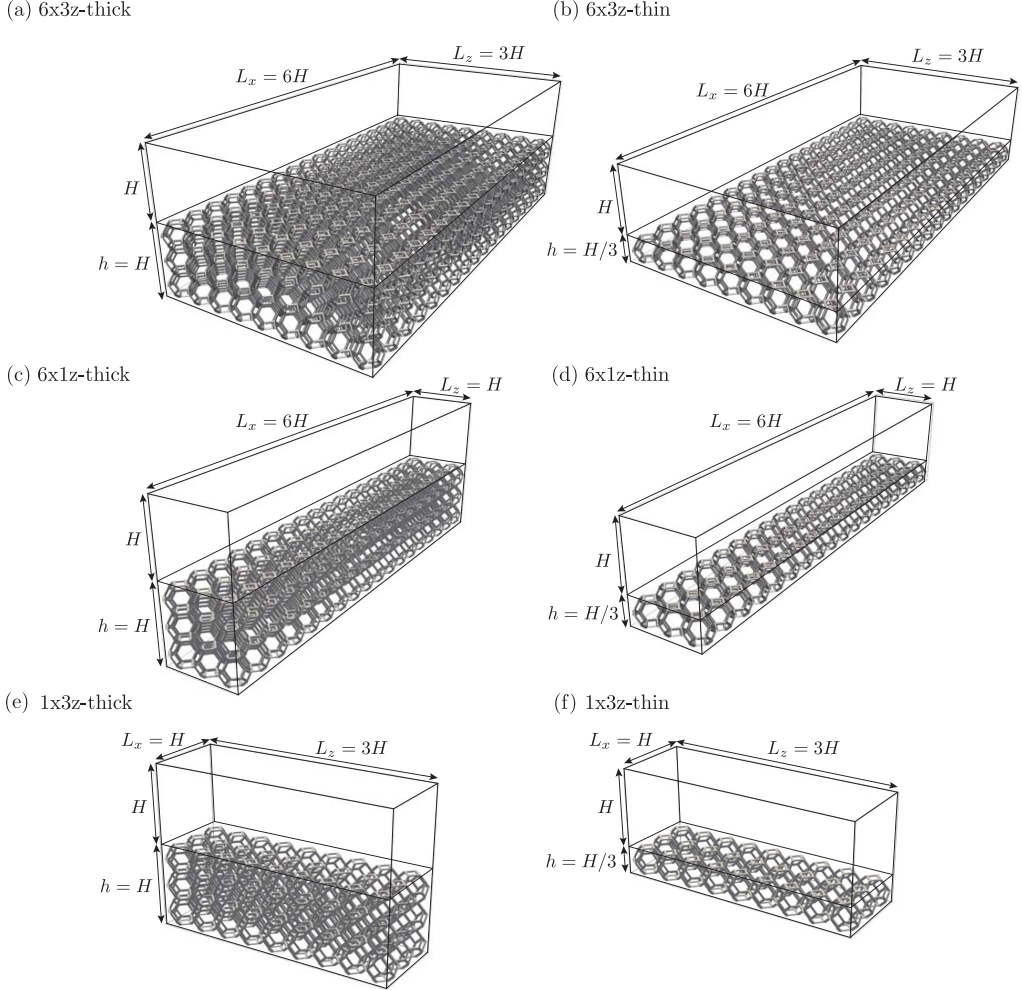 (a) 6x3z-thick
(b) 6x3z-thin
L_x = 6H
L_z = 3H
H
h = H
L_x = 6H
L_z = 3H
H
h = H/3
(c) 6x1z-thick
(d) 6x1z-thin
L_x = 6H
L_z = H
H
h = H
L_x = 6H
L_z = H
H
h = H/3
(e) 1x3z-thick
(f) 1x3z-thin
L_x = H
L_z = 3H
H
h = H
L_x = H
L_z = 3H
H
h = H/3